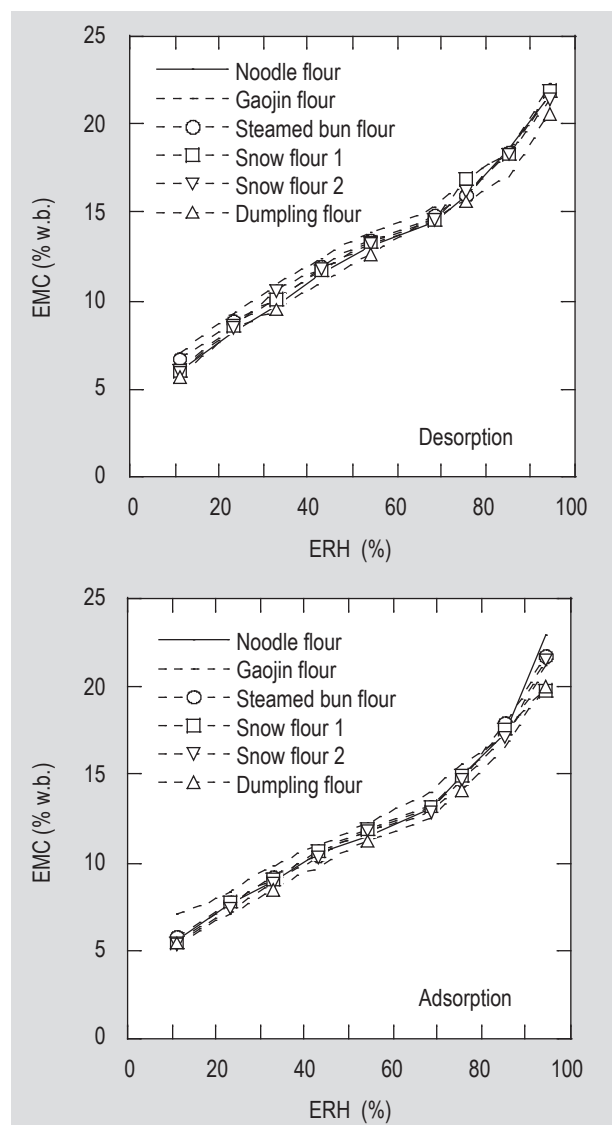 25
20
15
10
5
0
EMC (% w.b.)
Noodle flour
Gaojin flour
Steamed bun flour
Snow flour 1
Snow flour 2
Dumpling flour
Desorption
0 20 40 60 80 100
ERH (%)
25
20
15
10
5
0
EMC (% w.b.)
Noodle flour
Gaojin flour
Steamed bun flour
Snow flour 1
Snow flour 2
Dumpling flour
Adsorption
0 20 40 60 80 100
ERH (%)